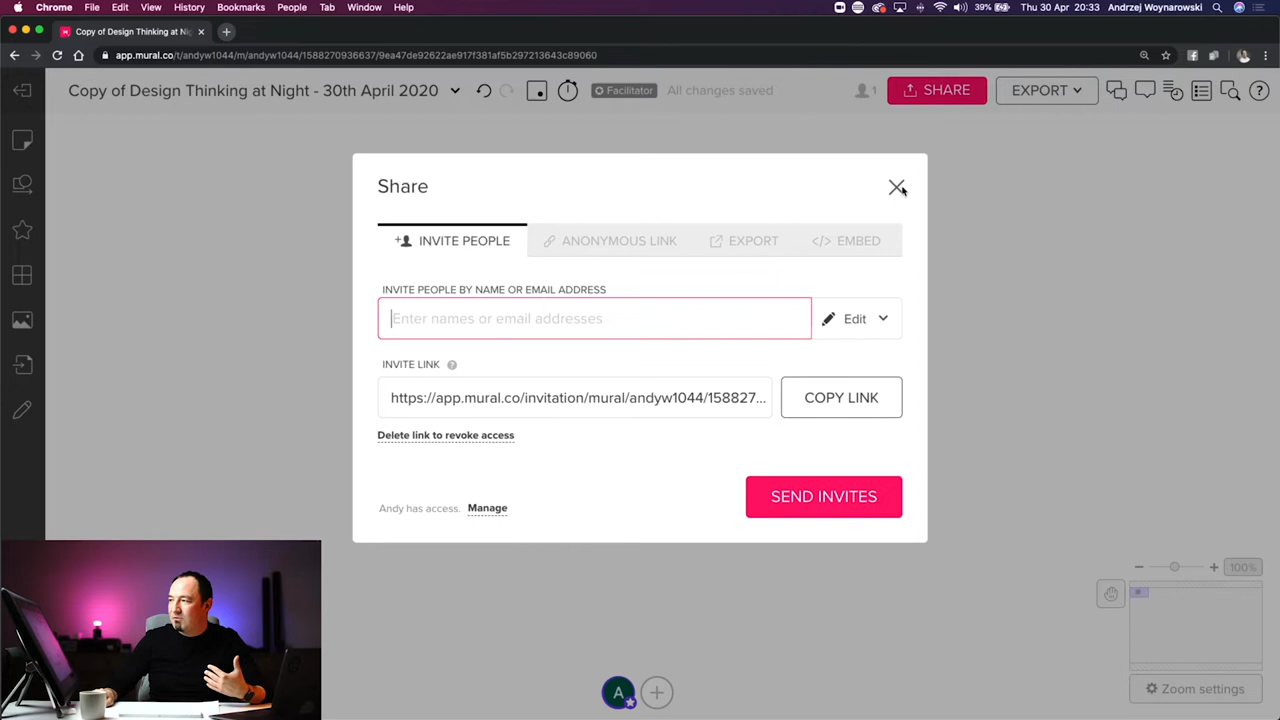 Chrome File Edit View History Bookmarks People Tab Window Help 39% Thu 30 Apr 20:33 Andrzej Woynarowski
Copy of Design Thinking at Nig
app.mural.co/t/andyw1044/m/andyw1044/1588270936637/9ea47de92622ae917f381af5b297213643c89060
Copy of Design Thinking at Night - 30th April 2020 Facilitator All changes saved 1 SHARE EXPORT ?
Share
INVITE PEOPLE ANONYMOUS LINK EXPORT </> EMBED
INVITE PEOPLE BY NAME OR EMAIL ADDRESS
Enter names or email addresses Edit
INVITE LINK ?
https://app.mural.co/invitation/mural/andyw1044/158827... COPY LINK
Delete link to revoke access
SEND INVITES
Andy has access. Manage
− + 100%
A +
Zoom settings